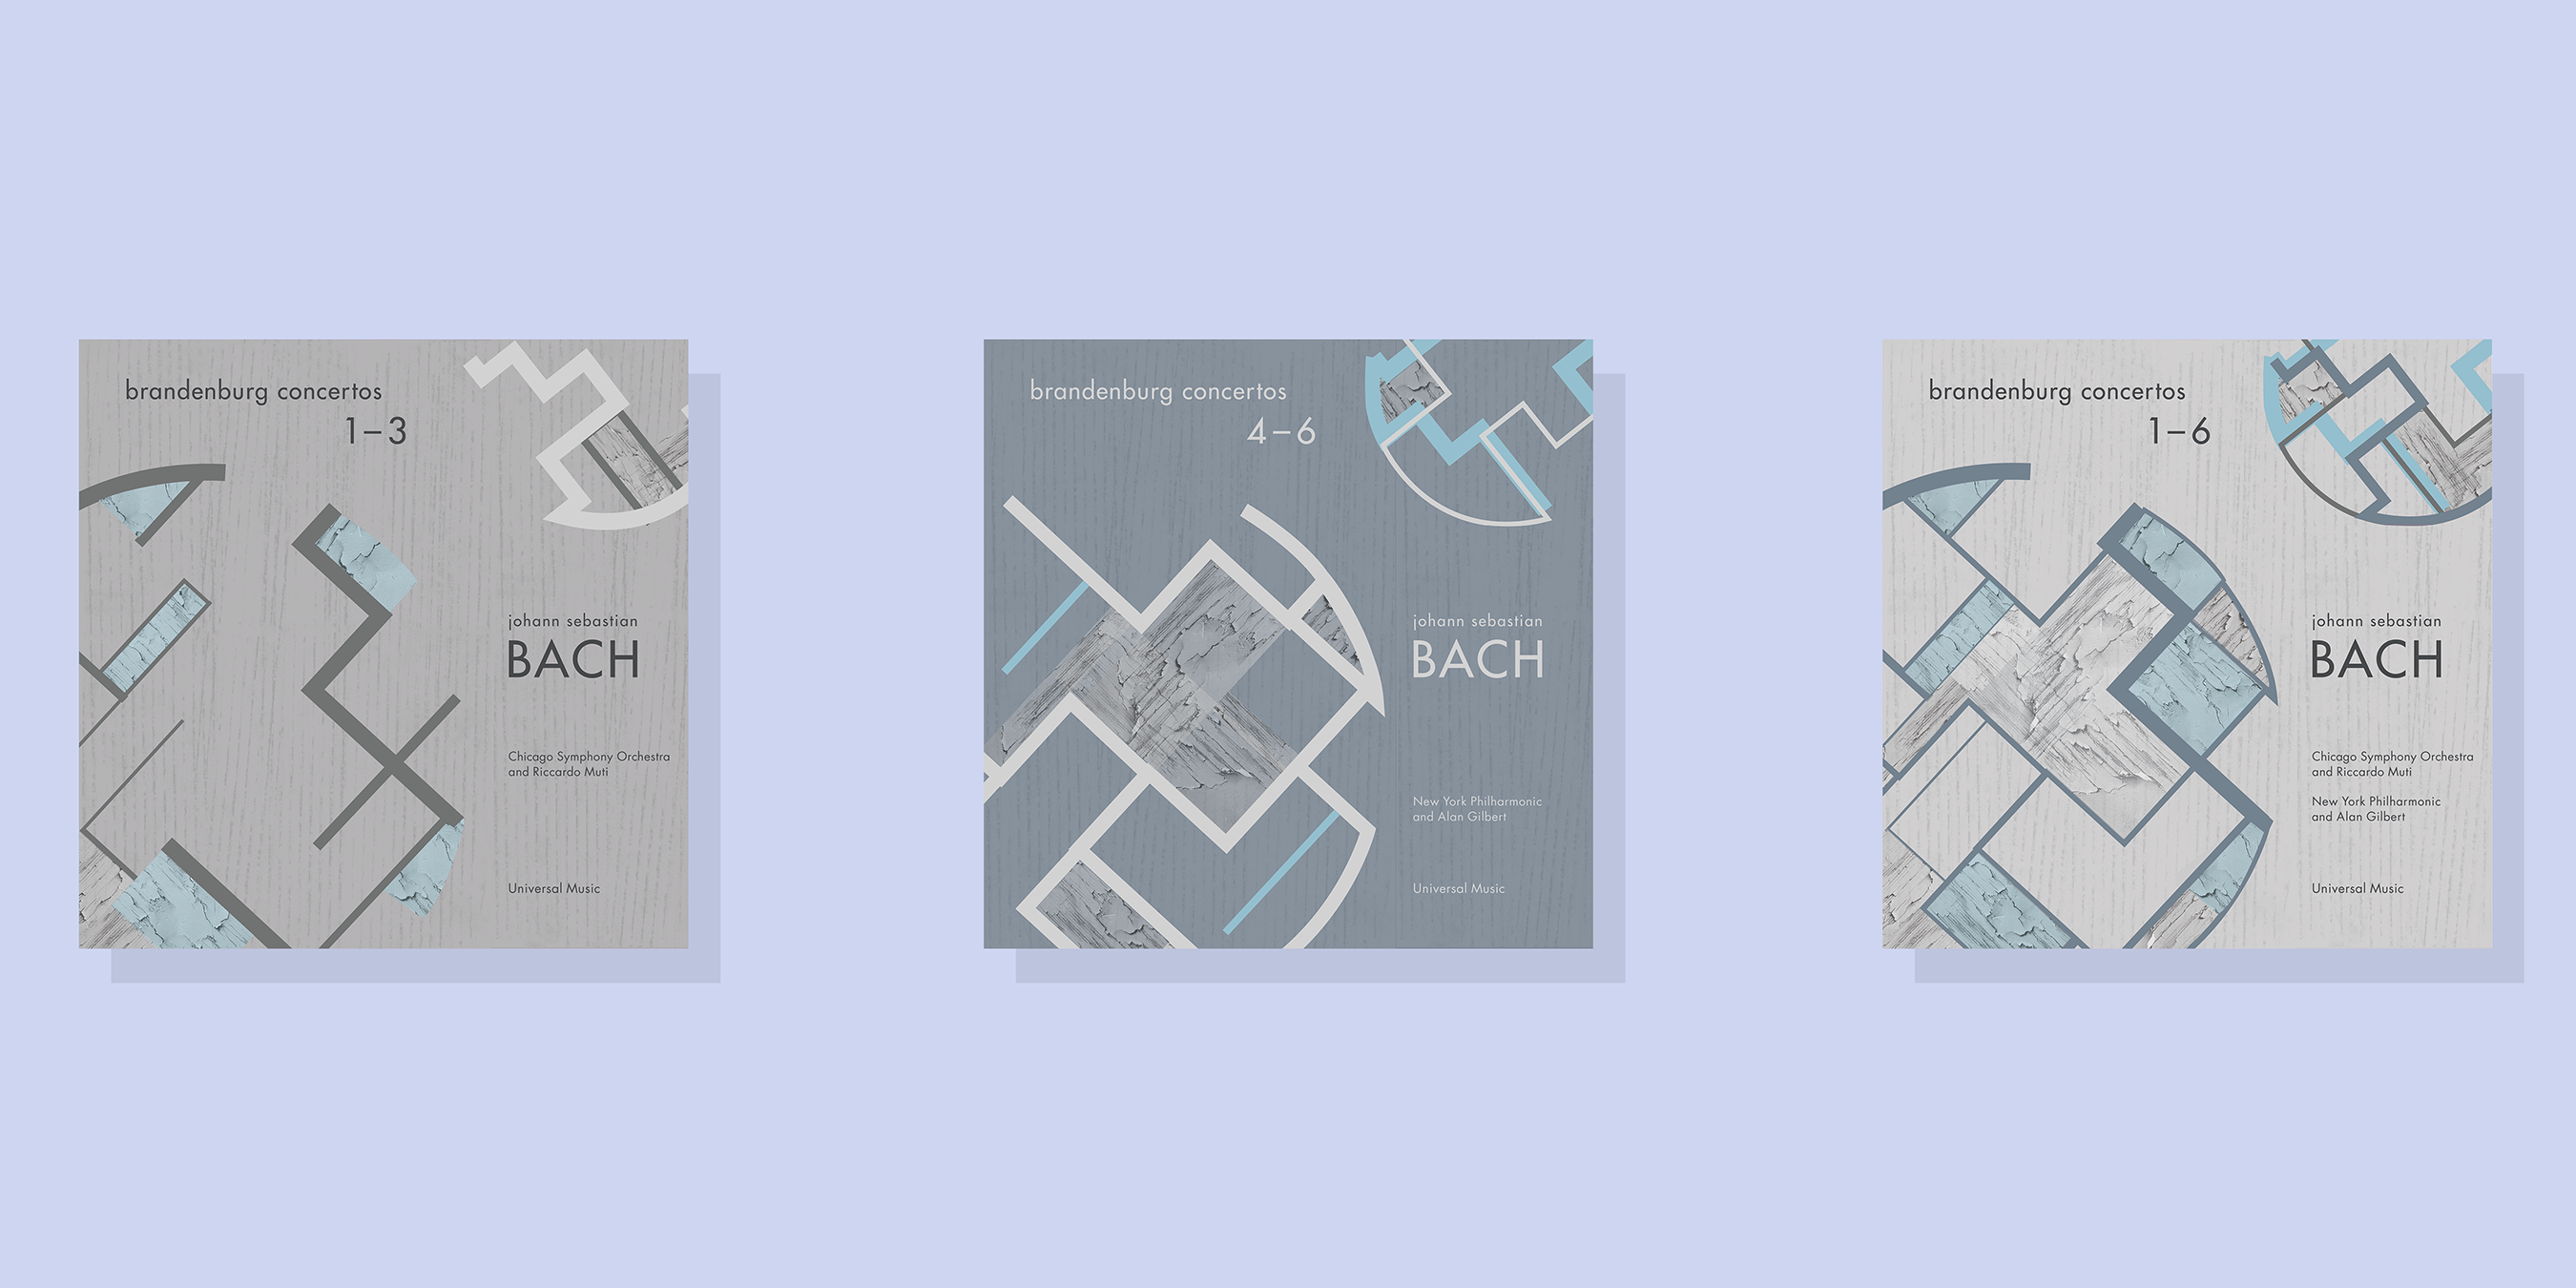 brandenburg concertos
1–3
johann sebastian
BACH
Chicago Symphony Orchestra
and Riccardo Muti
Universal Music
brandenburg concertos
4–6
johann sebastian
BACH
New York Philharmonic
and Alan Gilbert
Universal Music
brandenburg concertos
1–6
johann sebastian
BACH
Chicago Symphony Orchestra
and Riccardo Muti
New York Philharmonic
and Alan Gilbert
Universal Music